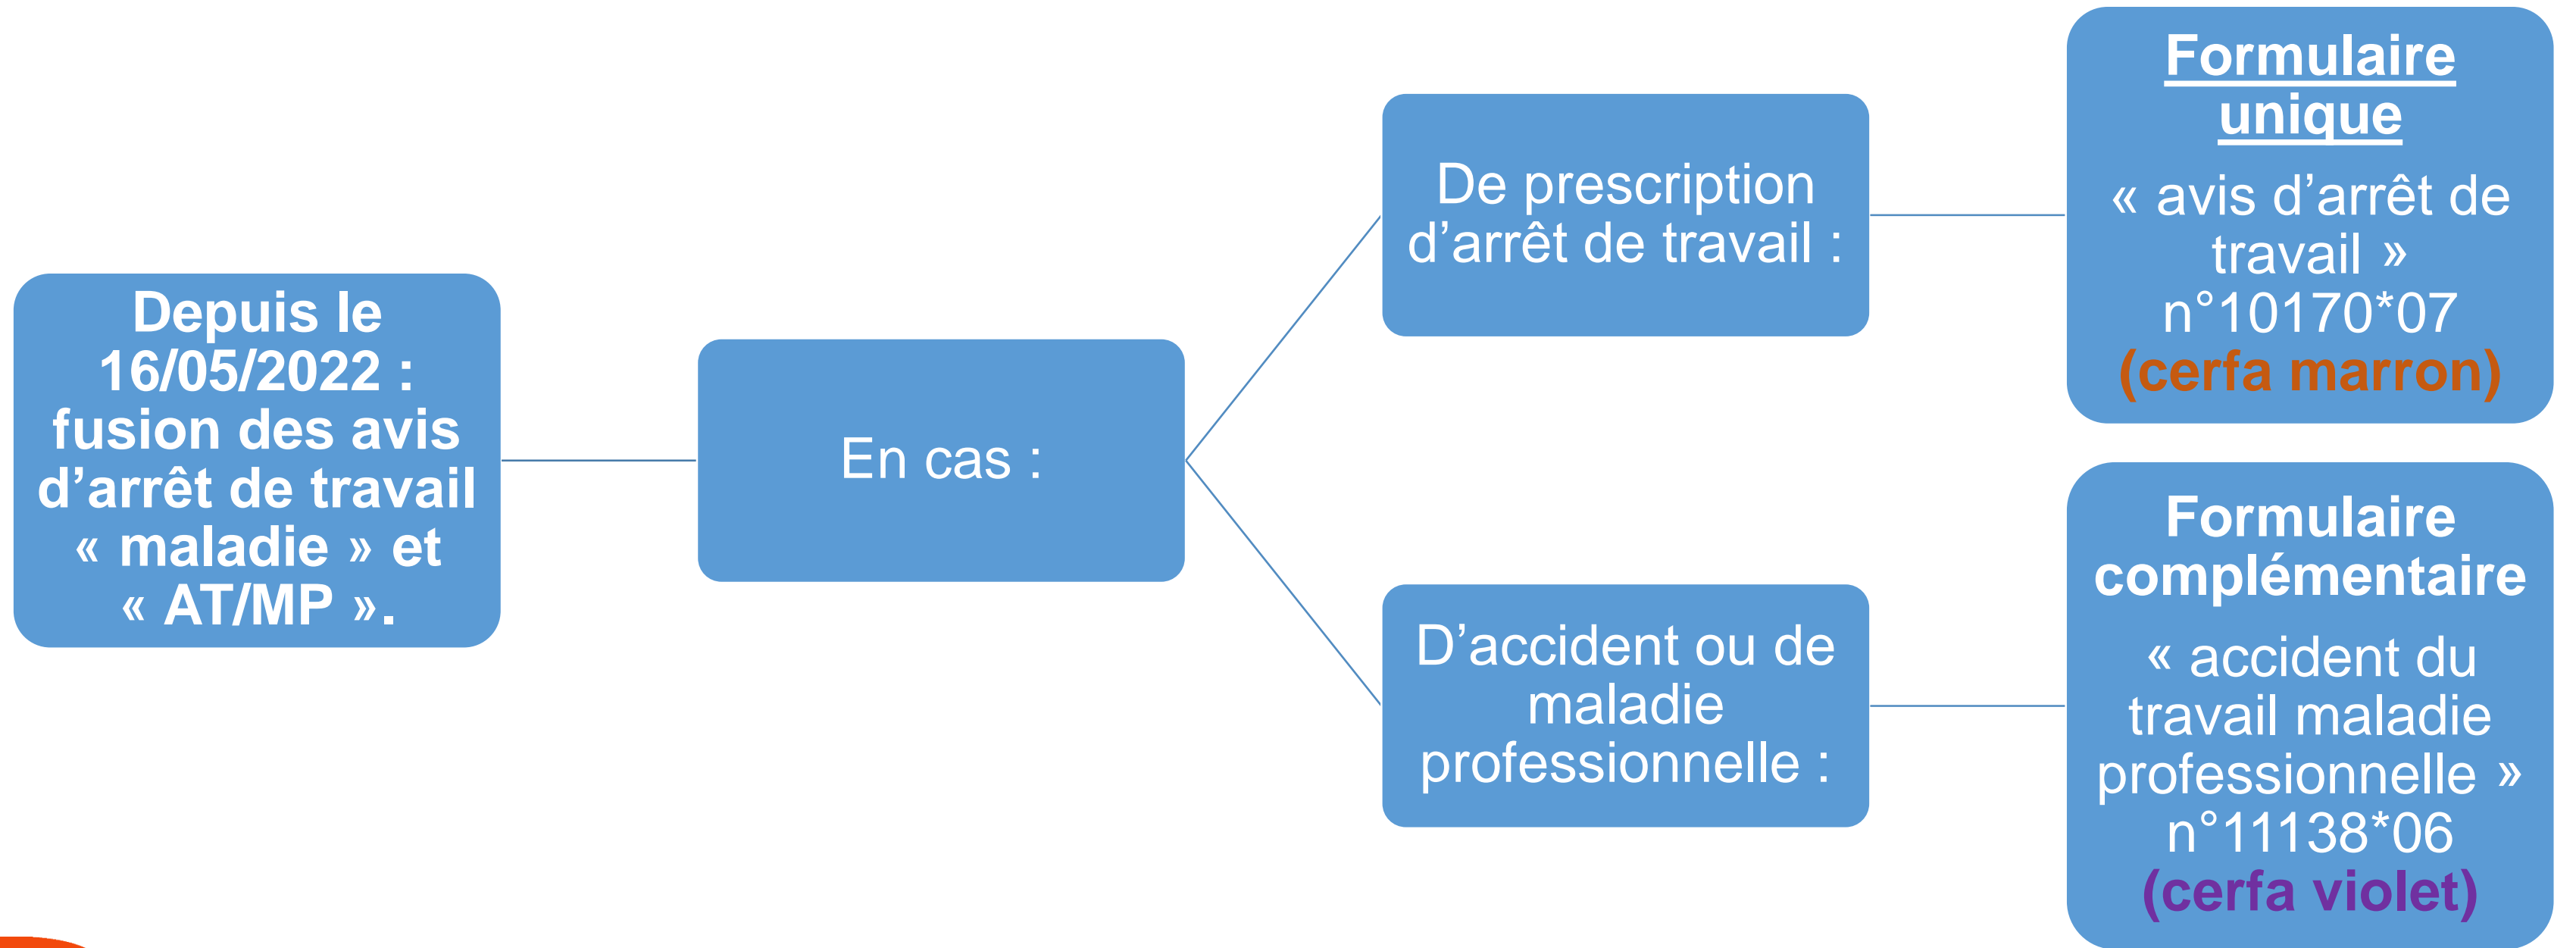 Depuis le
16/05/2022 :
fusion des avis
d’arrêt de travail
« maladie » et
« AT/MP ».
En cas :
De prescription
d’arrêt de travail :
Formulaire
unique
« avis d’arrêt de
travail »
n°10170*07
(cerfa marron)
D’accident ou de
maladie
professionnelle :
Formulaire
complémentaire
« accident du
travail maladie
professionnelle »
n°11138*06
(cerfa violet)